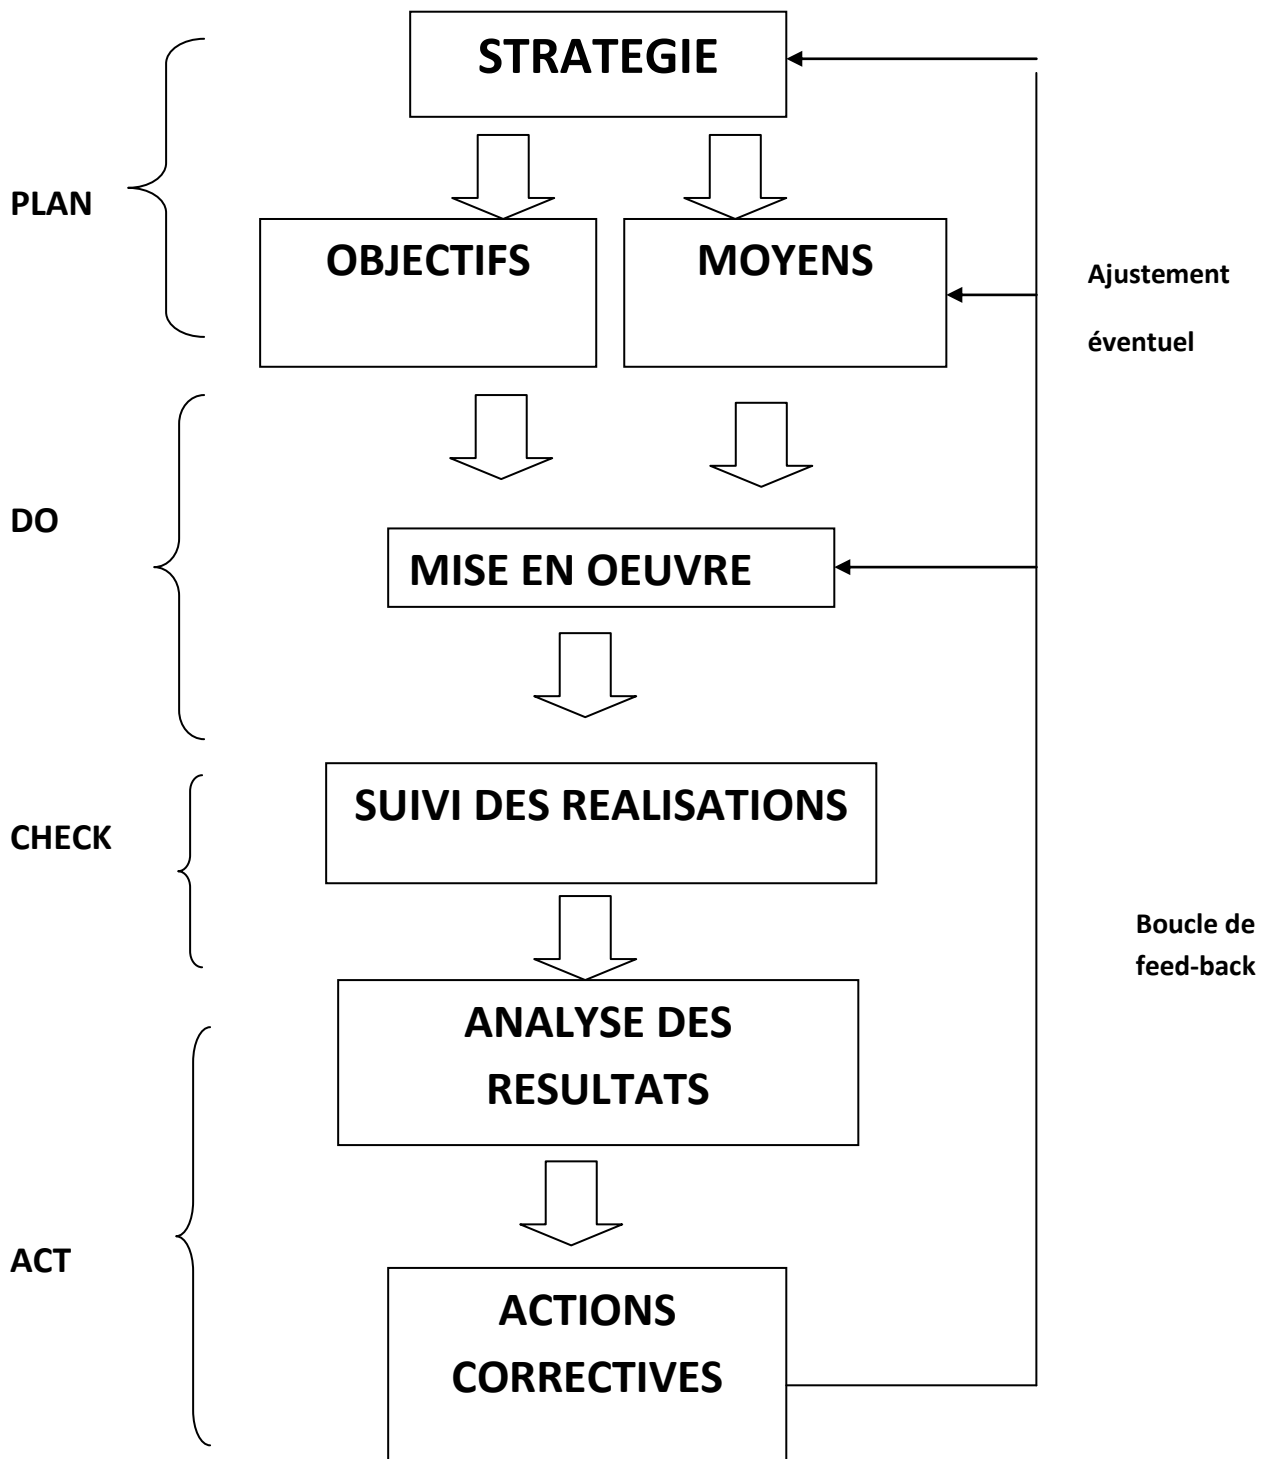 STRATEGIE
PLAN
OBJECTIFS
MOYENS
Ajustement
éventuel
DO
MISE EN OEUVRE
SUIVI DES REALISATIONS
CHECK
Boucle de
feed-back
ANALYSE DES
RESULTATS
ACT
ACTIONS
CORRECTIVES